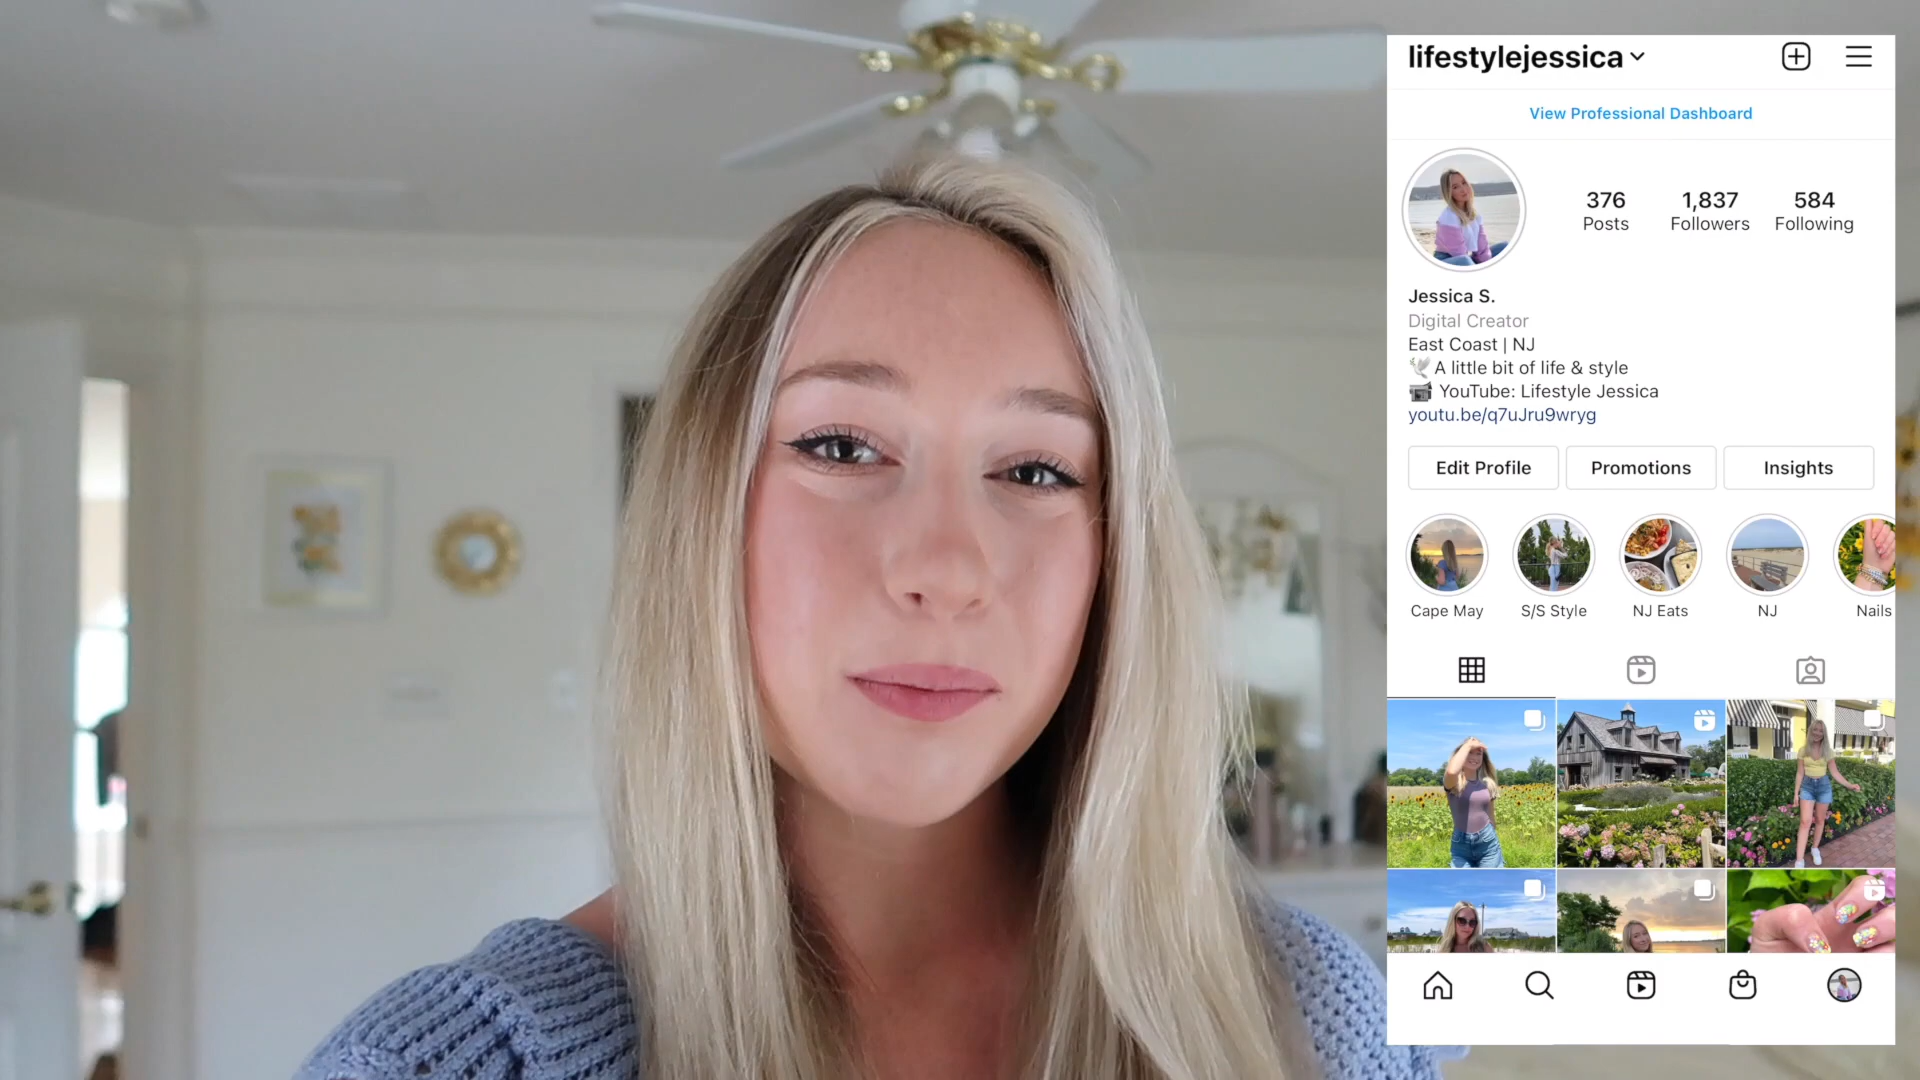 lifestylejessica
View Professional Dashboard
376 1,837 584
Posts Followers Following
Jessica S.
Digital Creator
East Coast | NJ
🕊 A little bit of life & style
📹 YouTube: Lifestyle Jessica
youtu.be/q7uJru9wryg
Edit Profile Promotions Insights
Cape May S/S Style NJ Eats NJ Nails